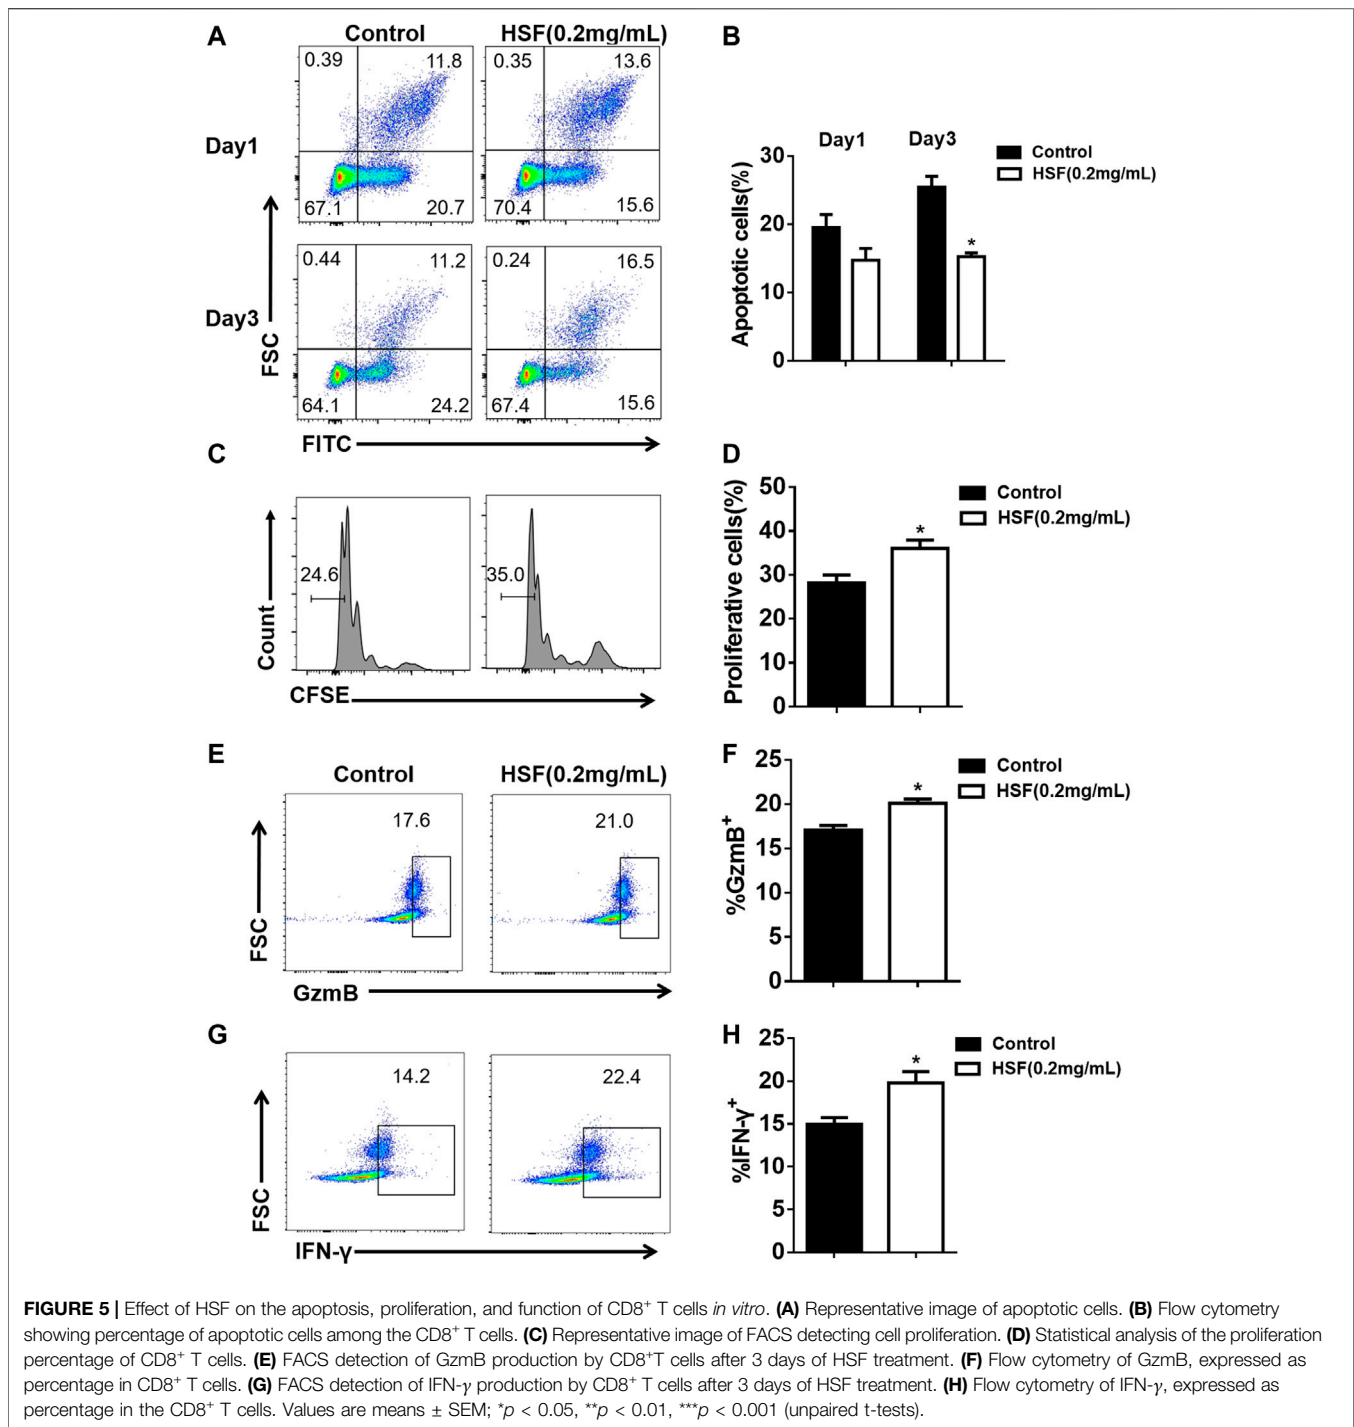 A
Control
HSF(0.2mg/mL)
0.39
11.8
0.35
13.6
Day1
67.1
20.7
70.4
15.6
0.44
11.2
0.24
16.5
Day3
FSC
64.1
24.2
67.4
15.6
FITC
B
Day1
Day3
Control
HSF(0.2mg/mL)
Apoptotic cells(%)
30
20
10
0
C
24.6
35.0
Count
CFSE
D
Control
HSF(0.2mg/mL)
Proliferative cells(%)
50
40
30
20
10
0
*
*
E
Control
HSF(0.2mg/mL)
17.6
21.0
FSC
GzmB
F
Control
HSF(0.2mg/mL)
%GzmB⁺
25
20
15
10
5
0
*
G
14.2
22.4
FSC
IFN-γ
H
Control
HSF(0.2mg/mL)
%IFN-γ⁺
25
20
15
10
5
0
*
FIGURE 5 | Effect of HSF on the apoptosis, proliferation, and function of CD8⁺ T cells in vitro. (A) Representative image of apoptotic cells. (B) Flow cytometry
showing percentage of apoptotic cells among the CD8⁺ T cells. (C) Representative image of FACS detecting cell proliferation. (D) Statistical analysis of the proliferation
percentage of CD8⁺ T cells. (E) FACS detection of GzmB production by CD8⁺T cells after 3 days of HSF treatment. (F) Flow cytometry of GzmB, expressed as
percentage in CD8⁺ T cells. (G) FACS detection of IFN-γ production by CD8⁺ T cells after 3 days of HSF treatment. (H) Flow cytometry of IFN-γ, expressed as
percentage in the CD8⁺ T cells. Values are means ± SEM; *p < 0.05, **p < 0.01, ***p < 0.001 (unpaired t-tests).